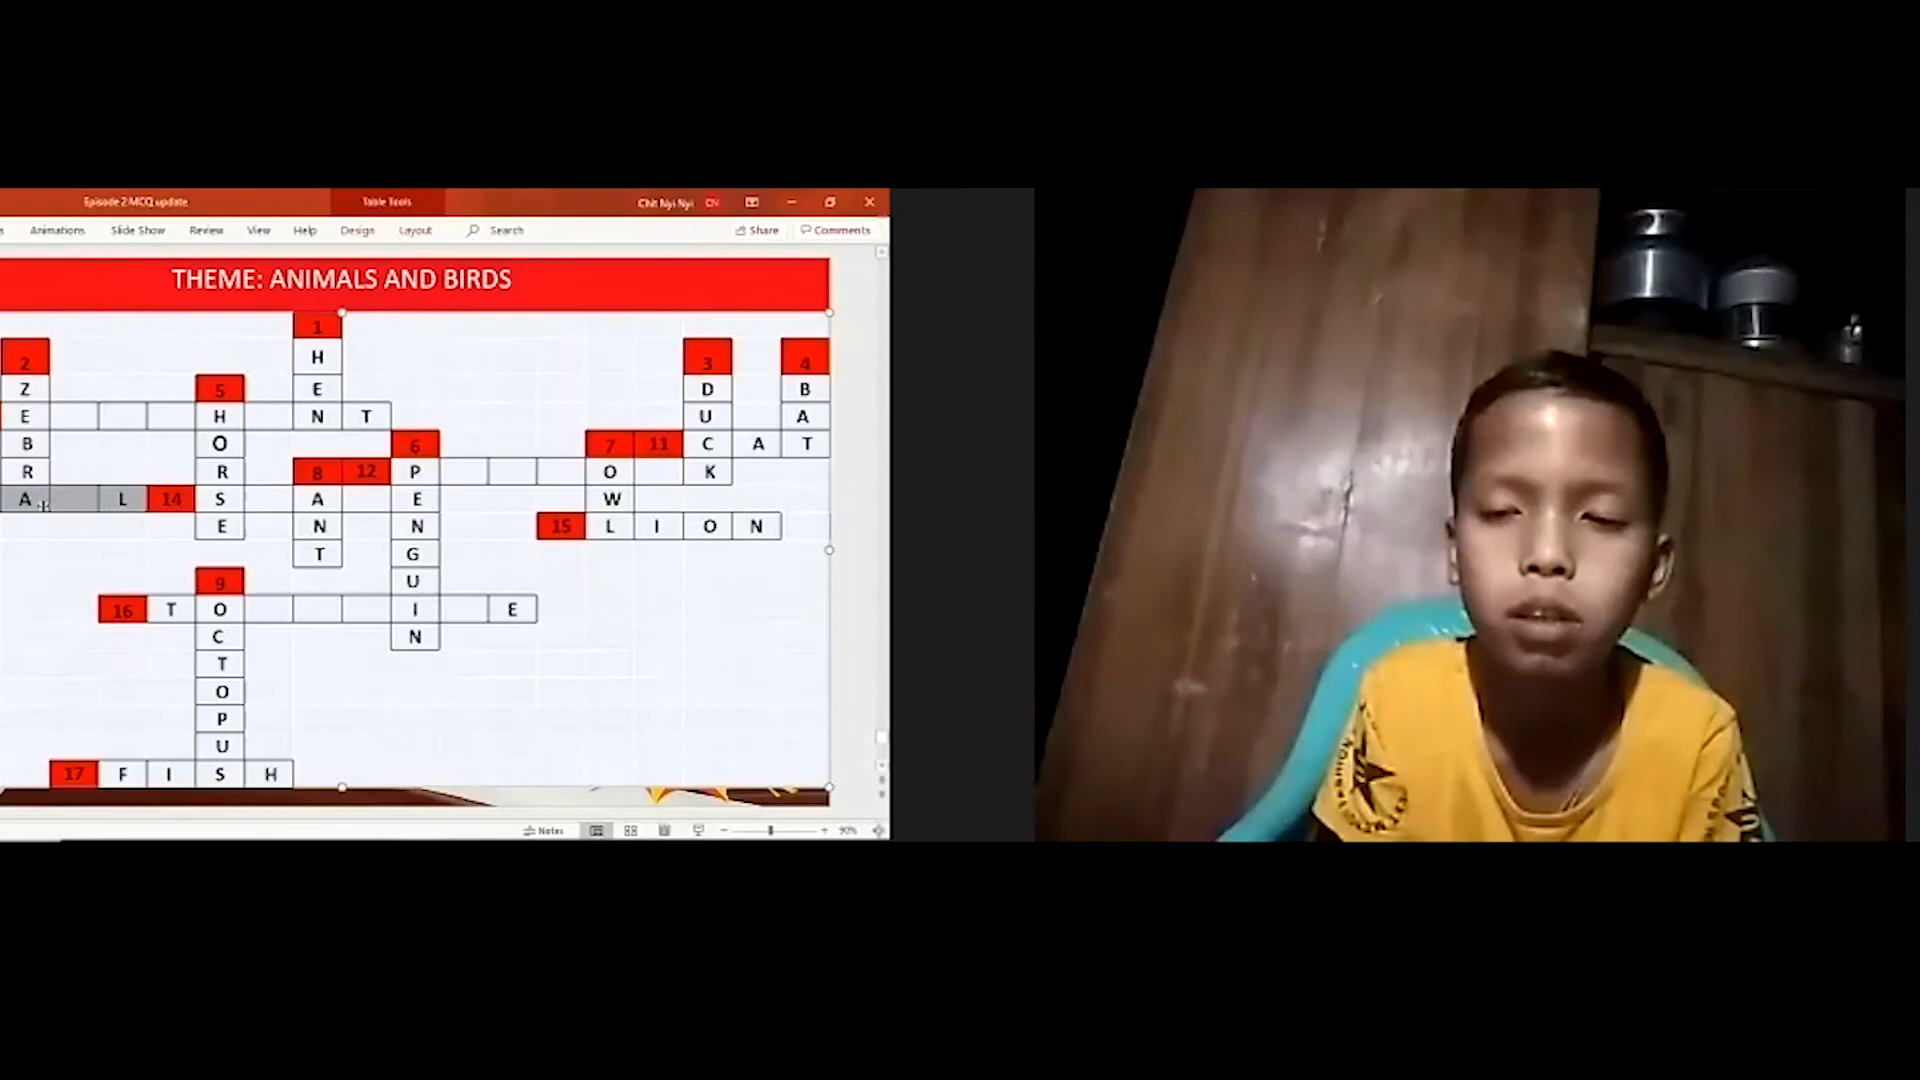 Episode 2 MCQ update Table Tools Chit Nyi Nyi CN
s Animations Slide Show Review View Help Design Layout Search Share Comments
THEME: ANIMALS AND BIRDS
1
2 H 3 4
Z 5 E D B
E H N T U A
B O 6 7 11 C A T
R R 8 12 P O K
A L 14 S A E W
E N N 15 L I O N
T G
9 U
16 T O I E
C N
T
O
P
U
17 F I S H
Notes 90%